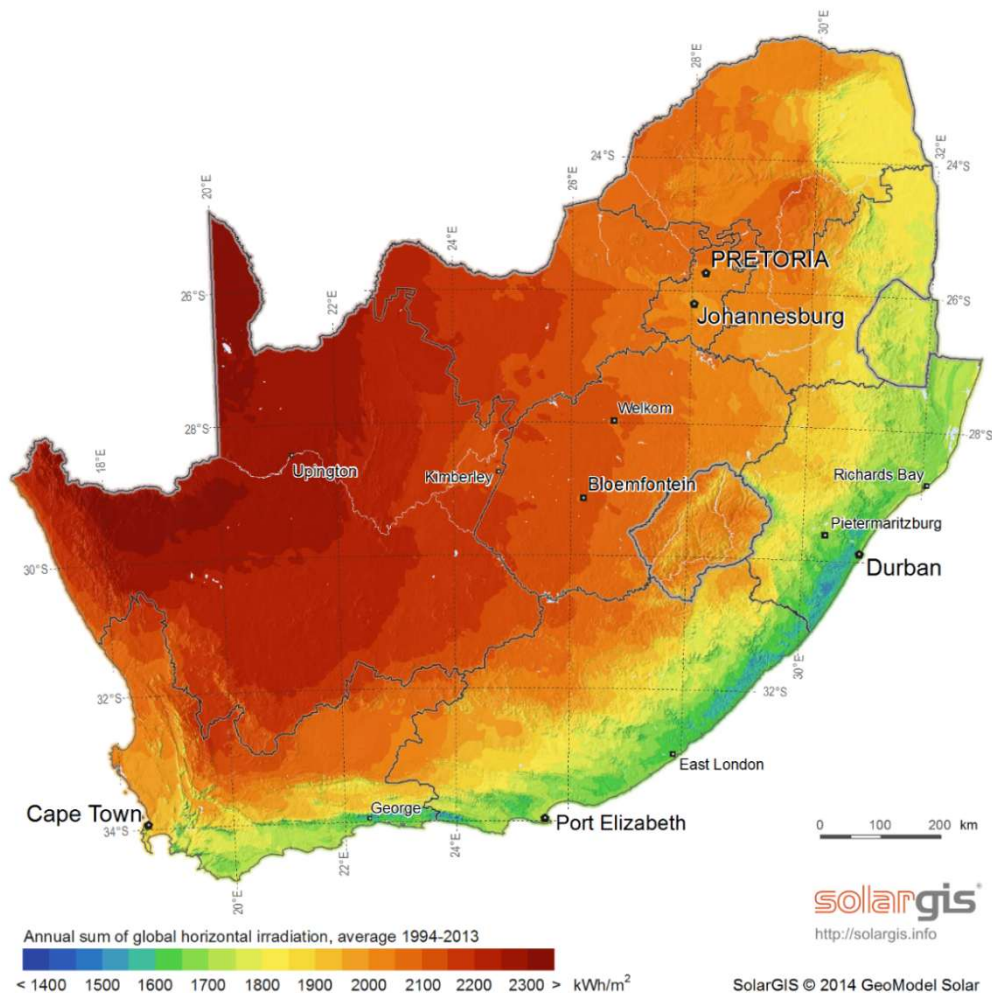 30°E
28°E
24°S
32°E
24°S
26°E
20°E
24°E
PRETORIA
26°S
22°E
26°S
Johannesburg
Welkom
28°S
28°S
18°E
Upington
Kimberley
Richards Bay
Bloemfontein
Pietermaritzburg
30°S
Durban
30°E
32°S
32°S
East London
George
Cape Town
Port Elizabeth
34°S
0 100 200 km
22°E
24°E
20°E
solargis®
http://solargis.info
Annual sum of global horizontal irradiation, average 1994-2013
< 1400 1500 1600 1700 1800 1900 2000 2100 2200 2300 > kWh/m²
SolarGIS © 2014 GeoModel Solar